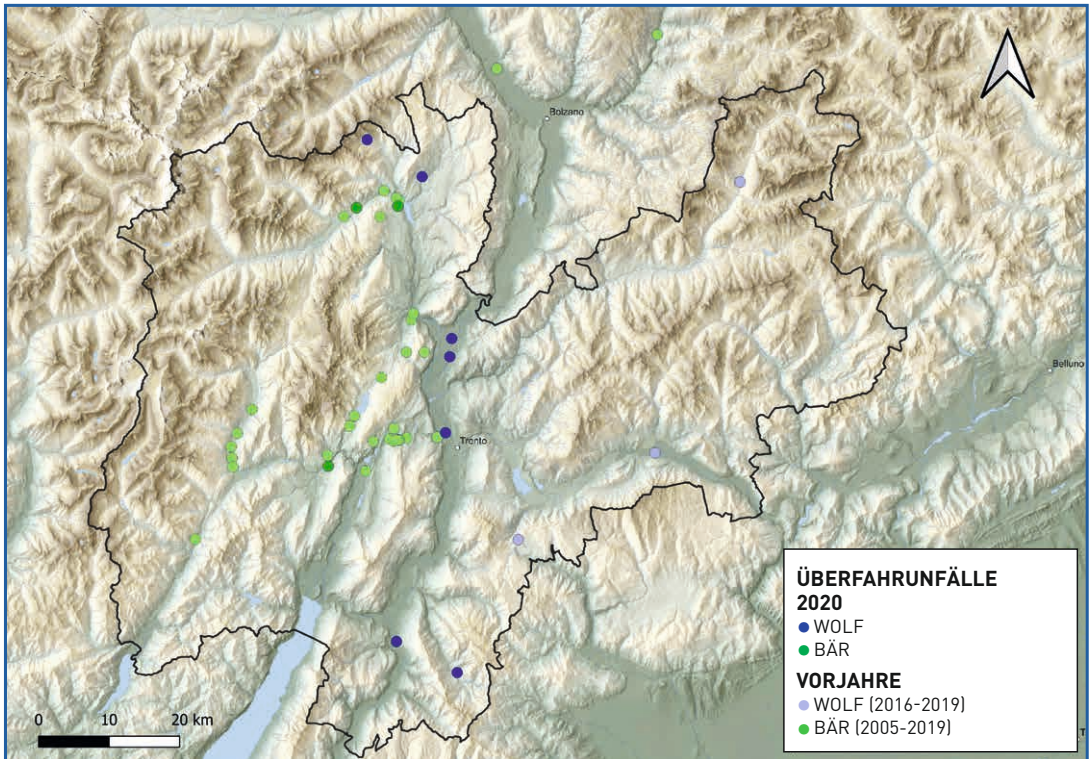 Bolzano
Belluno
Trento
0 10 20 km
ÜBERFAHRUNFÄLLE
2020
WOLF
BÄR
VORJAHRE
WOLF (2016-2019)
BÄR (2005-2019)